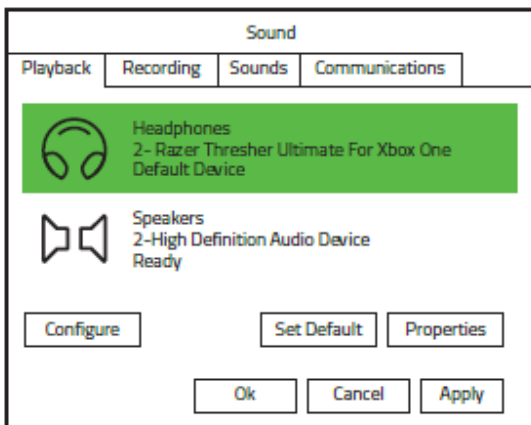 Sound
Playback Recording Sounds Communications
Headphones
2- Razer Thresher Ultimate For Xbox One
Default Device
Speakers
2-High Definition Audio Device
Ready
Configure Set Default Properties
Ok Cancel Apply